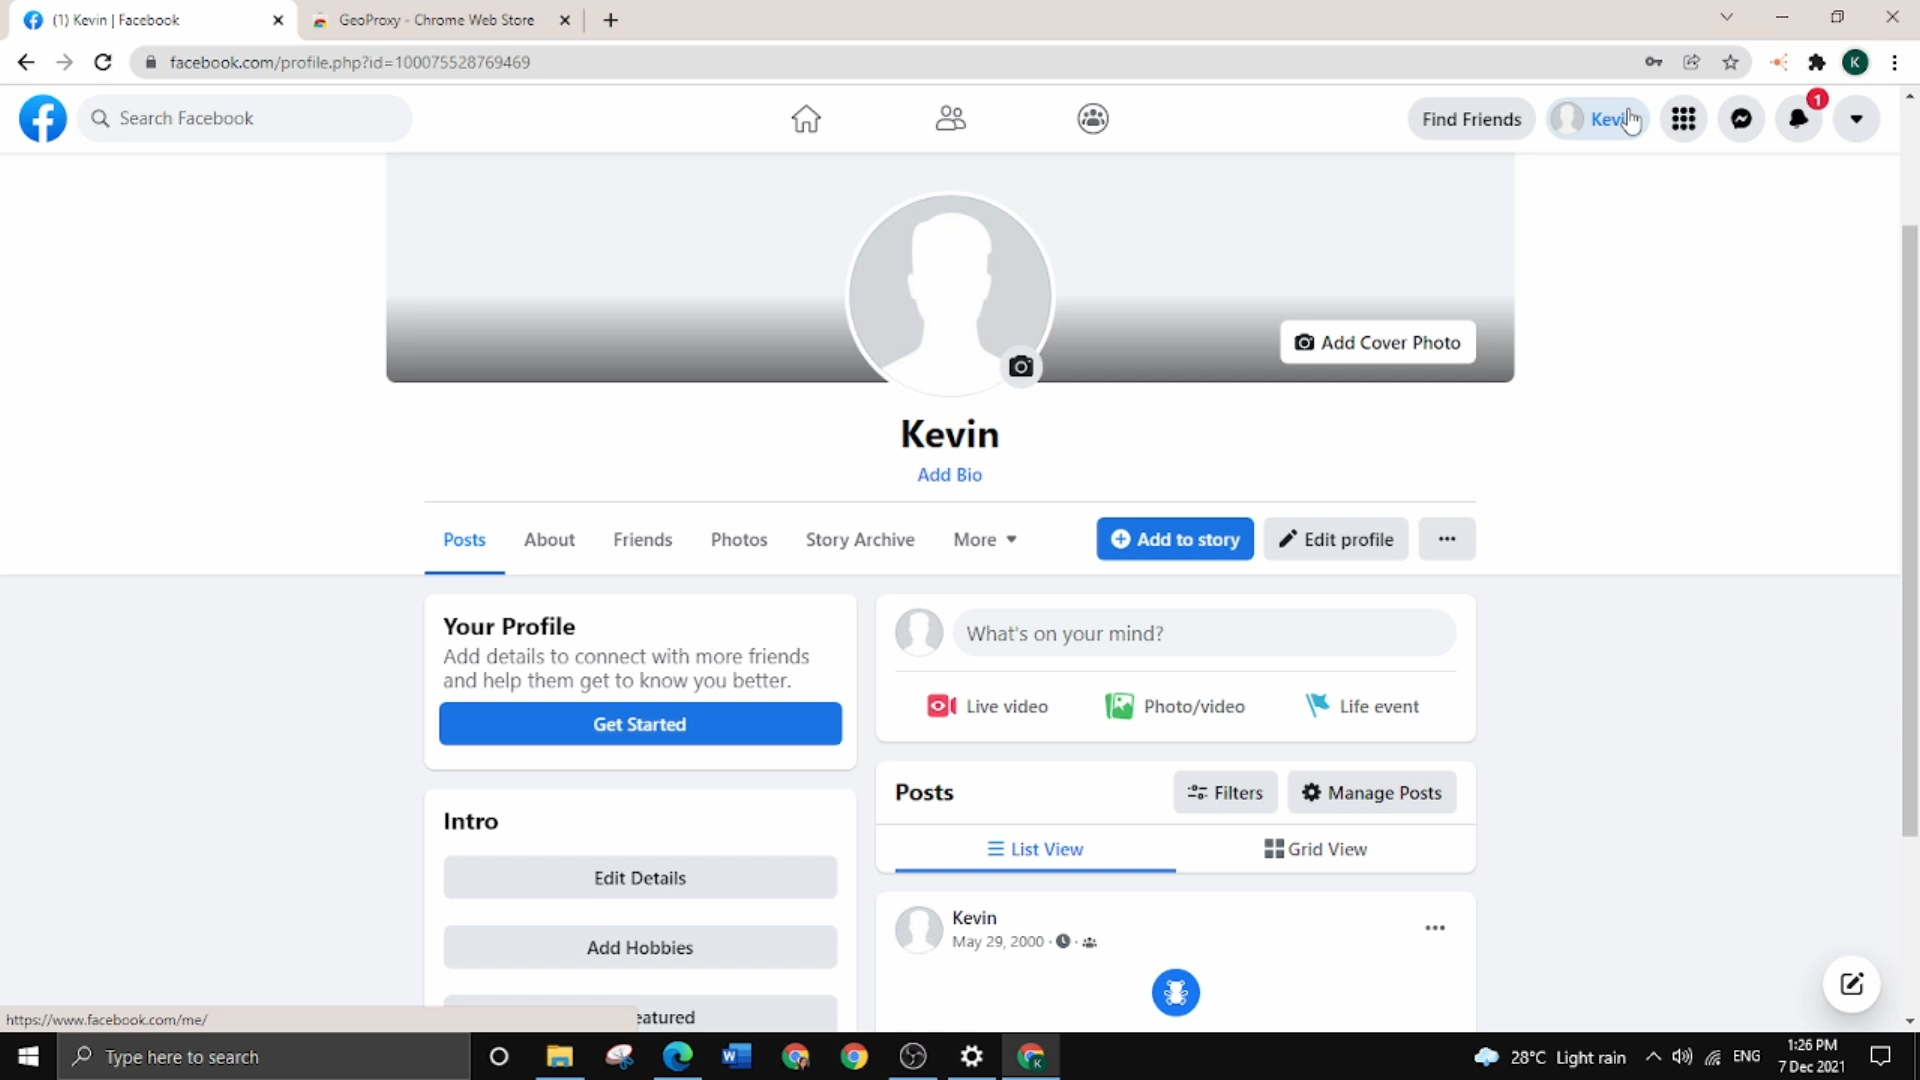 (1) Kevin | Facebook
GeoProxy - Chrome Web Store
facebook.com/profile.php?id=100075528769469
K
Search Facebook
Find Friends
Kevin
1
Add Cover Photo
Kevin
Add Bio
Posts
About
Friends
Photos
Story Archive
More
Add to story
Edit profile
Your Profile
Add details to connect with more friends
and help them get to know you better.
Get Started
What's on your mind?
Live video
Photo/video
Life event
Posts
Filters
Manage Posts
List View
Grid View
Intro
Edit Details
Add Hobbies
eatured
Kevin
May 29, 2000
https://www.facebook.com/me/
Type here to search
28°C Light rain
ENG
1:26 PM
7 Dec 2021